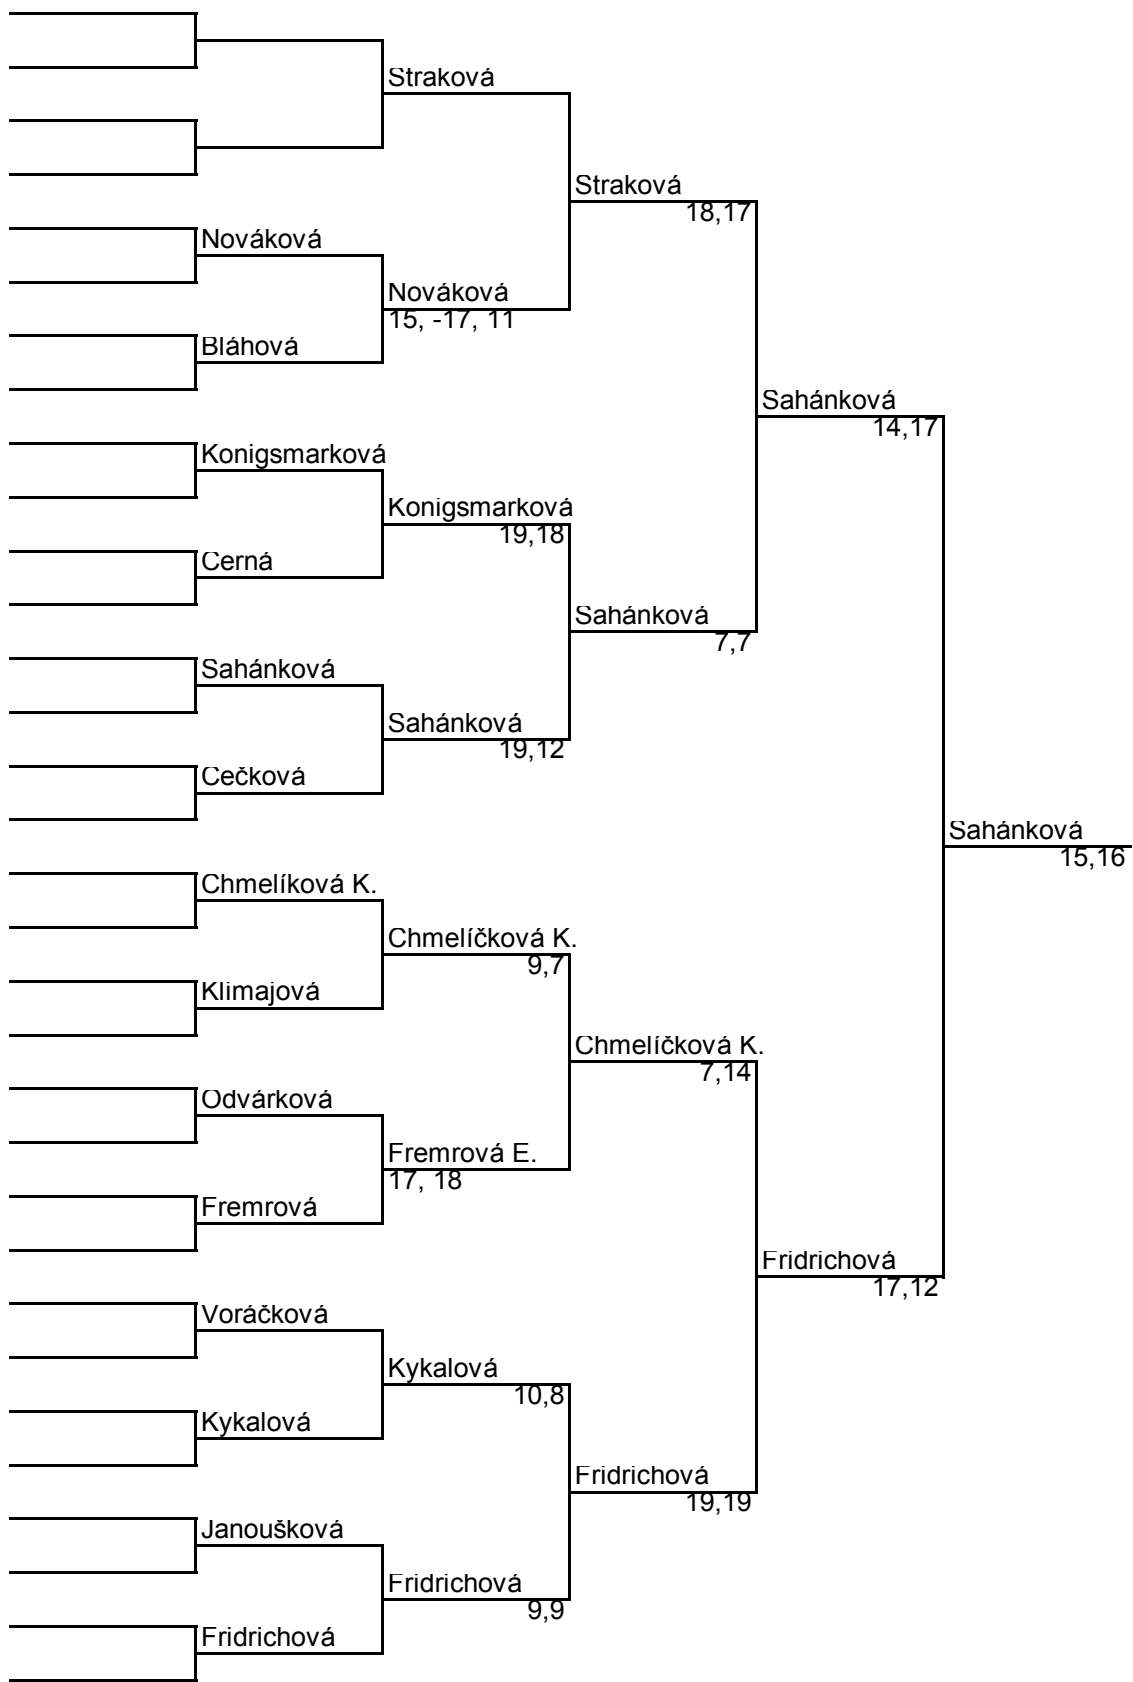 Straková
Straková
18,17
Nováková
Nováková
15, -17, 11
Bláhová
Sahánková
14,17
Konigsmarková
Konigsmarková
19,18
Černá
Sahánková
7,7
Sahánková
Sahánková
19,12
Čečková
Sahánková
15,16
Chmelíková K.
Chmelíčková K.
9,7
Klimajová
Chmelíčková K.
7,14
Odvárková
Fremrová E.
17, 18
Fremrová
Fridrichová
17,12
Voráčková
Kykalová
10,8
Kykalová
Fridrichová
19,19
Janoušková
Fridrichová
9,9
Fridrichová